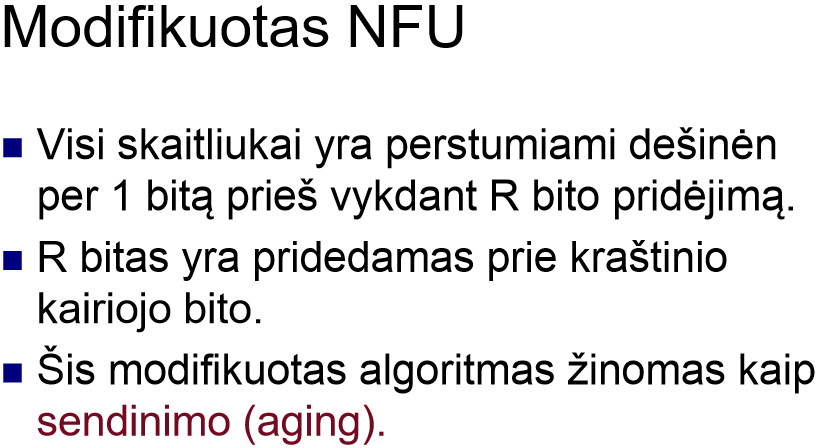 Modifikuotas NFU
Visi skaitliukai yra perstumiami dešinėn
per 1 bitą prieš vykdant R bito pridėjimą.
R bitas yra pridedamas prie kraštinio
kairiojo bito.
Šis modifikuotas algoritmas žinomas kaip
sendinimo (aging).